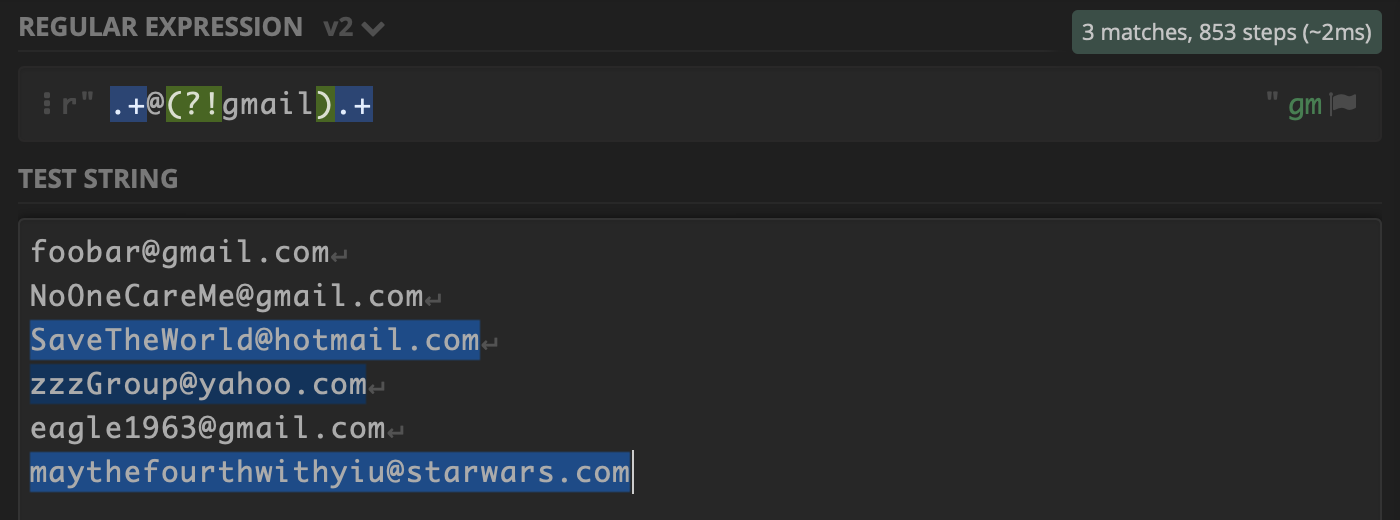 REGULAR EXPRESSION v2
3 matches, 853 steps (~2ms)
r" .+@(?!gmail).+ " gm
TEST STRING
foobar@gmail.com↵
NoOneCareMe@gmail.com↵
SaveTheWorld@hotmail.com↵
zzzGroup@yahoo.com↵
eagle1963@gmail.com↵
maythefourthwithyiu@starwars.com